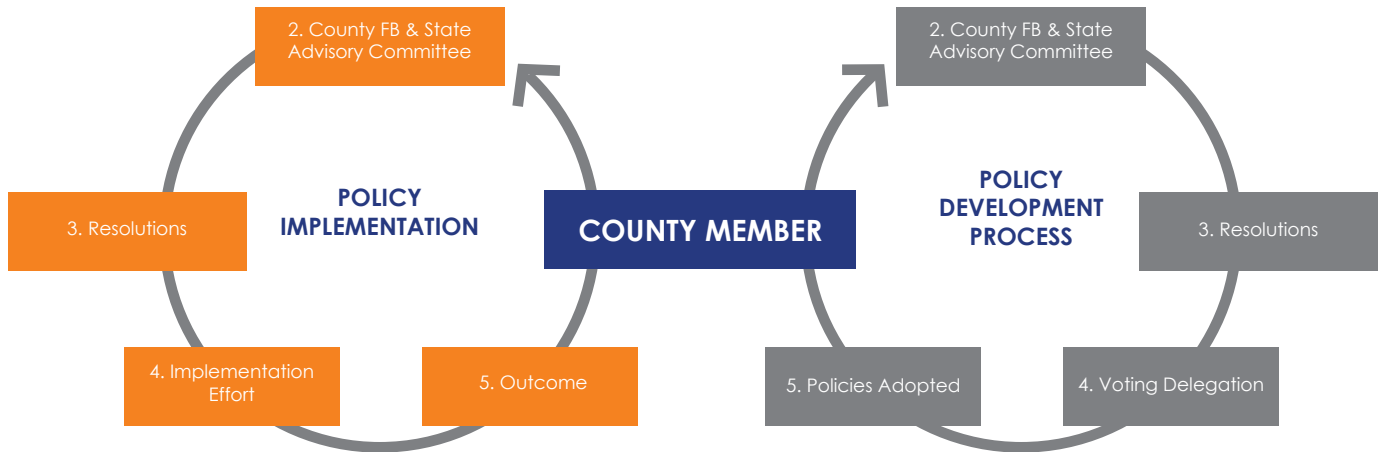 2. County FB & State
Advisory Committee
2. County FB & State
Advisory Committee
POLICY
IMPLEMENTATION
POLICY
DEVELOPMENT
PROCESS
3. Resolutions
COUNTY MEMBER
3. Resolutions
4. Implementation
Effort
5. Outcome
5. Policies Adopted
4. Voting Delegation